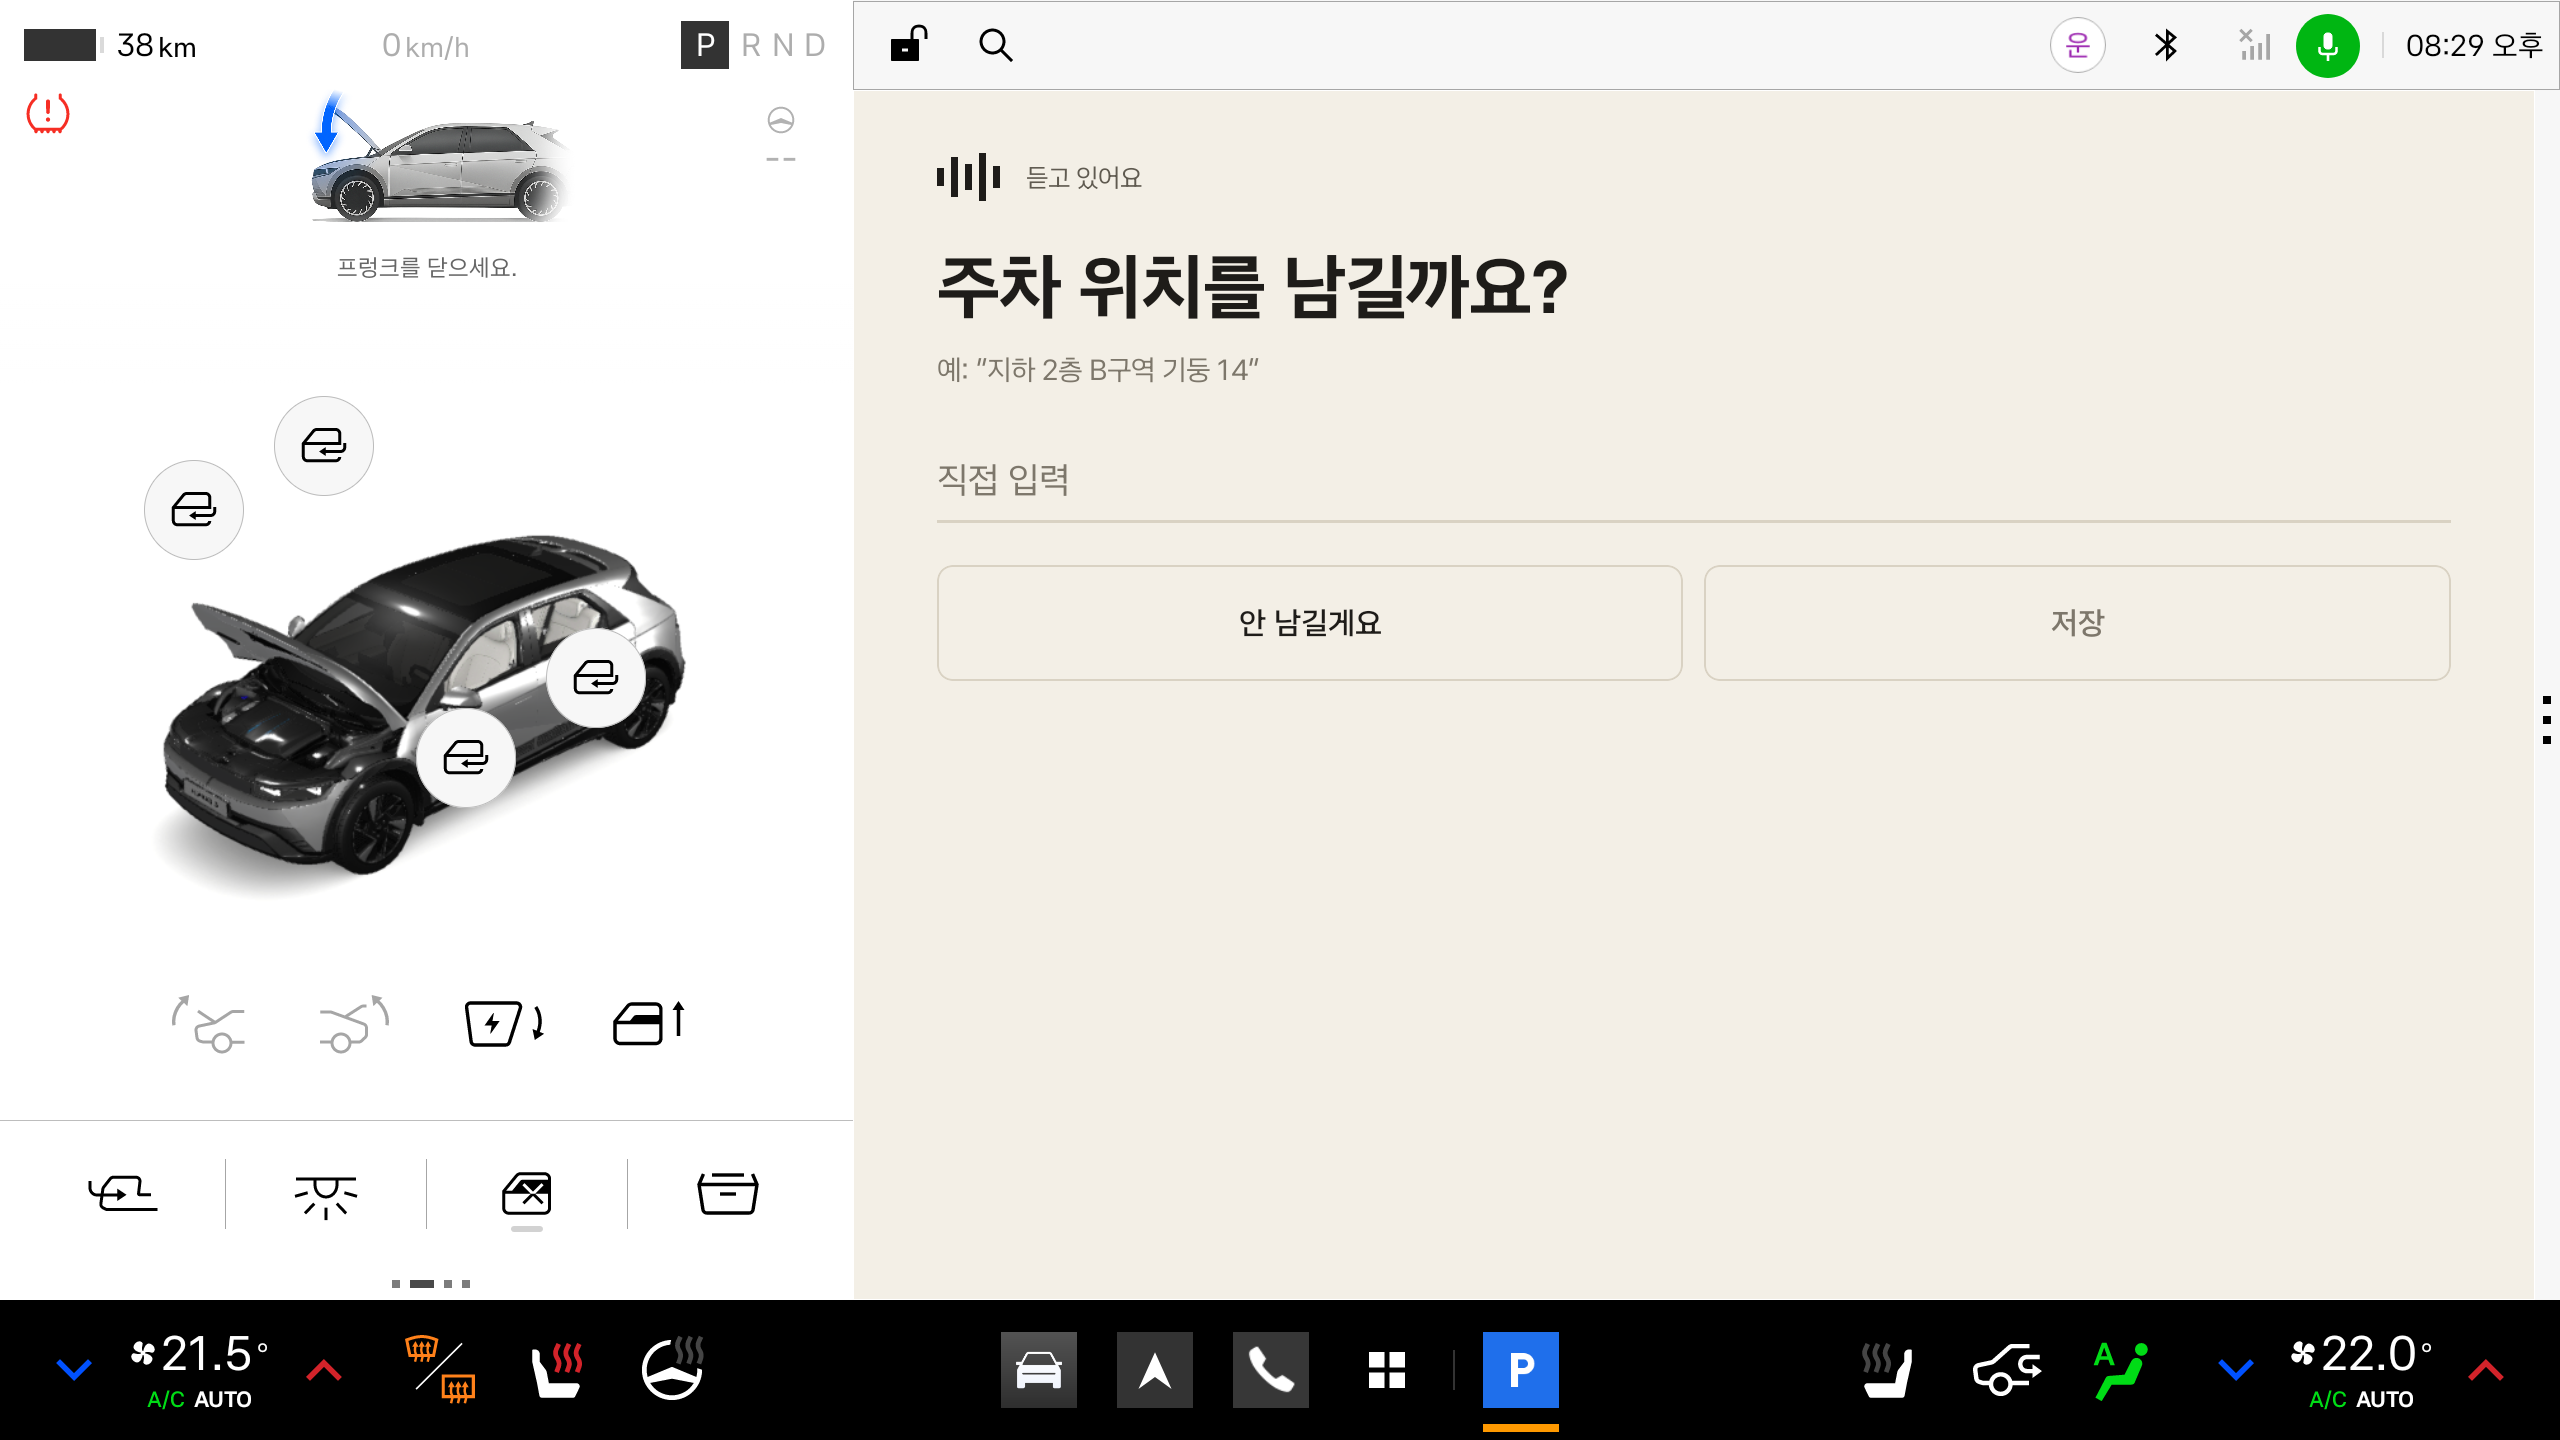 38 km
0 km/h
P R N D
운
08:29 오후
프렁크를 닫으세요.
듣고 있어요
주차 위치를 남길까요?
예: "지하 2층 B구역 기둥 14"
직접 입력
안 남길게요
저장
21.5°
A/C AUTO
P
A
22.0°
A/C AUTO